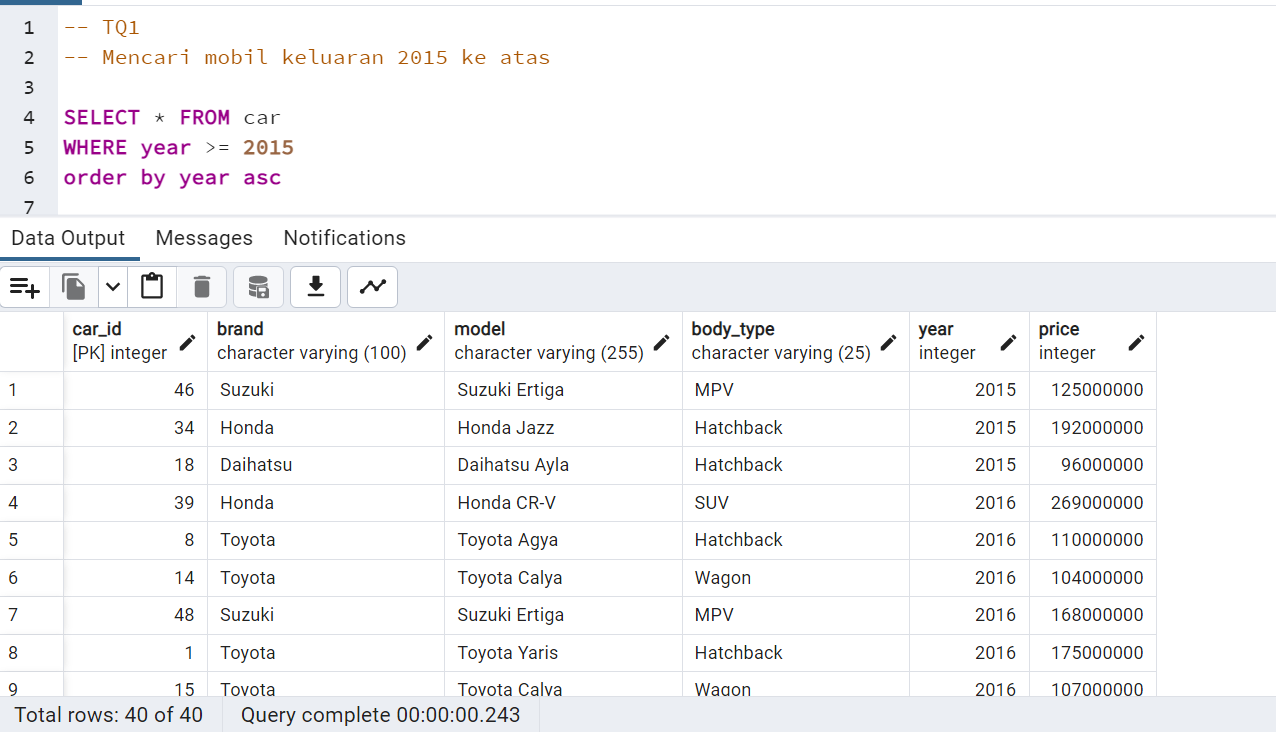 1 -- TQ1
2 -- Mencari mobil keluaran 2015 ke atas
3
4 SELECT * FROM car
5 WHERE year >= 2015
6 order by year asc
7
Data Output Messages Notifications
car_id brand model body_type year price
[PK] integer character varying (100) character varying (255) character varying (25) integer integer
1 46 Suzuki Suzuki Ertiga MPV 2015 125000000
2 34 Honda Honda Jazz Hatchback 2015 192000000
3 18 Daihatsu Daihatsu Ayla Hatchback 2015 96000000
4 39 Honda Honda CR-V SUV 2016 269000000
5 8 Toyota Toyota Agya Hatchback 2016 110000000
6 14 Toyota Toyota Calya Wagon 2016 104000000
7 48 Suzuki Suzuki Ertiga MPV 2016 168000000
8 1 Toyota Toyota Yaris Hatchback 2016 175000000
9 15 Toyota Toyota Calya Wagon 2016 107000000
Total rows: 40 of 40 Query complete 00:00:00.243